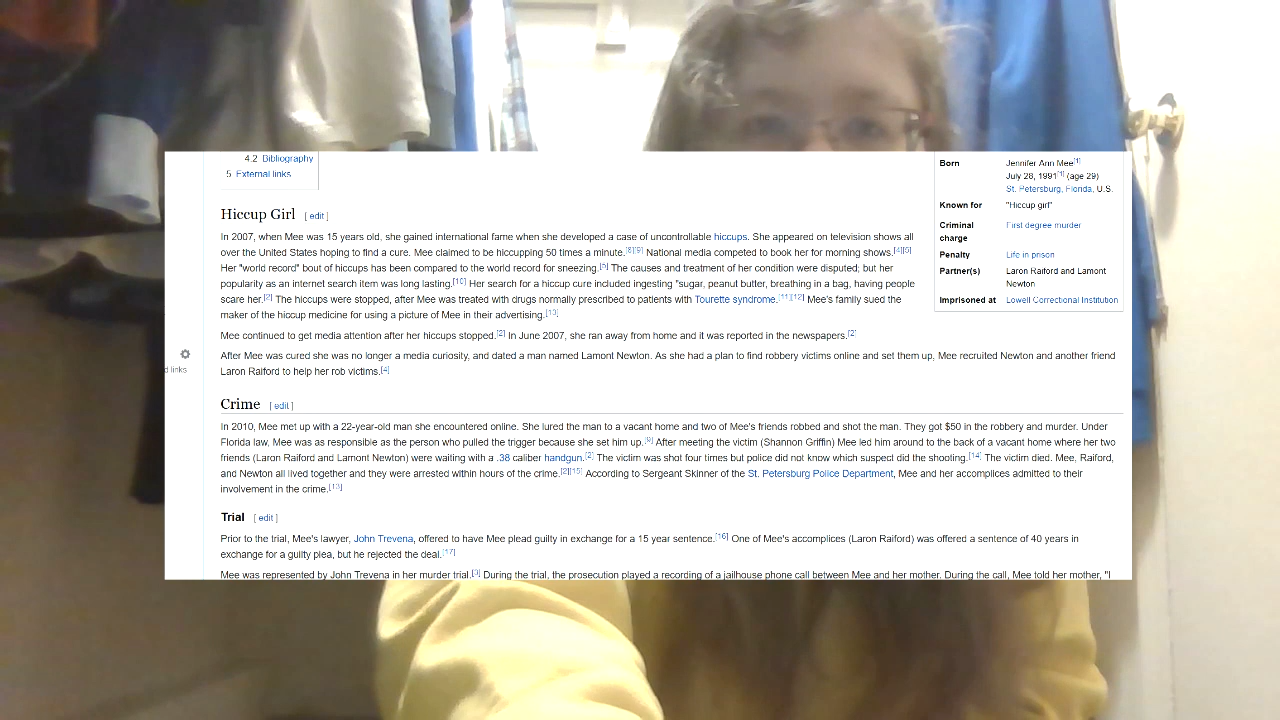 4.2 Bibliography
5 External links
Born Jennifer Ann Mee[1]
July 28, 1991[1] (age 29)
St. Petersburg, Florida, U.S.
Known for "Hiccup girl"
Criminal charge First degree murder
Penalty Life in prison
Partner(s) Laron Raiford and Lamont Newton
Imprisoned at Lowell Correctional Institution
Hiccup Girl [ edit ]
In 2007, when Mee was 15 years old, she gained international fame when she developed a case of uncontrollable hiccups. She appeared on television shows all
over the United States hoping to find a cure. Mee claimed to be hiccupping 50 times a minute.[8][9] National media competed to book her for morning shows.[4][5]
Her "world record" bout of hiccups has been compared to the world record for sneezing.[5] The causes and treatment of her condition were disputed; but her
popularity as an internet search item was long lasting.[10] Her search for a hiccup cure included ingesting "sugar, peanut butter, breathing in a bag, having people
scare her.[2] The hiccups were stopped, after Mee was treated with drugs normally prescribed to patients with Tourette syndrome.[11][12] Mee's family sued the
maker of the hiccup medicine for using a picture of Mee in their advertising.[13]
Mee continued to get media attention after her hiccups stopped.[2] In June 2007, she ran away from home and it was reported in the newspapers.[2]
After Mee was cured she was no longer a media curiosity, and dated a man named Lamont Newton. As she had a plan to find robbery victims online and set them up, Mee recruited Newton and another friend
d links
Laron Raiford to help her rob victims.[4]
Crime [ edit ]
In 2010, Mee met up with a 22-year-old man she encountered online. She lured the man to a vacant home and two of Mee's friends robbed and shot the man. They got $50 in the robbery and murder. Under
Florida law, Mee was as responsible as the person who pulled the trigger because she set him up.[9] After meeting the victim (Shannon Griffin) Mee led him around to the back of a vacant home where her two
friends (Laron Raiford and Lamont Newton) were waiting with a .38 caliber handgun.[2] The victim was shot four times but police did not know which suspect did the shooting.[14] The victim died. Mee, Raiford,
and Newton all lived together and they were arrested within hours of the crime.[2][15] According to Sergeant Skinner of the St. Petersburg Police Department, Mee and her accomplices admitted to their
involvement in the crime.[13]
Trial [ edit ]
Prior to the trial, Mee's lawyer, John Trevena, offered to have Mee plead guilty in exchange for a 15 year sentence.[16] One of Mee's accomplices (Laron Raiford) was offered a sentence of 40 years in
exchange for a guilty plea, but he rejected the deal.[17]
Mee was represented by John Trevena in her murder trial.[3] During the trial, the prosecution played a recording of a jailhouse phone call between Mee and her mother. During the call, Mee told her mother, "I